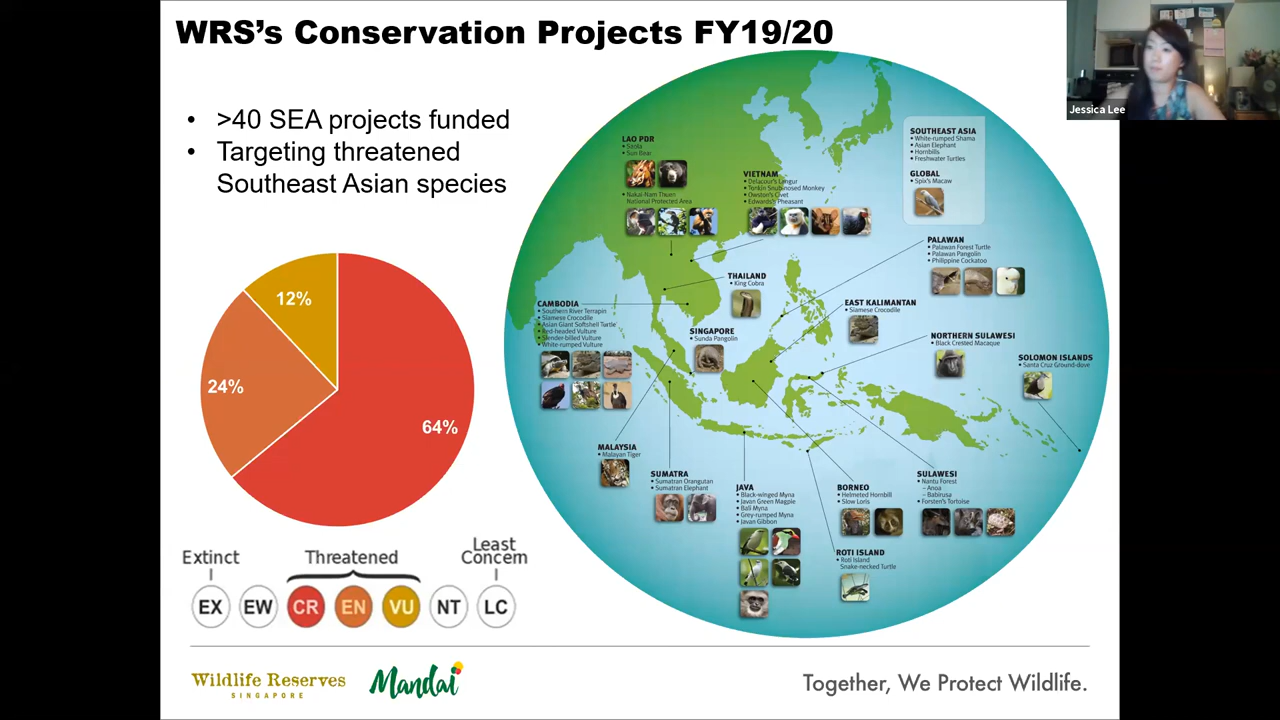 WRS's Conservation Projects FY19/20
Jessica Lee
• >40 SEA projects funded
• Targeting threatened
Southeast Asian species
12%
24%
64%
Extinct
Threatened
Least
Concern
EX
EW
CR
EN
VU
NT
LC
LAO PDR
• Saola
• Sun Bear
• Nakai-Nam Theun
National Protected Area
VIETNAM
• Delacour's Langur
• Tonkin Snub-nosed Monkey
• Owston's Civet
• Edwards's Pheasant
SOUTHEAST ASIA
• White-rumped Shama
• Asian Elephant
• Hornbills
• Freshwater Turtles
GLOBAL
• Spix's Macaw
PALAWAN
• Palawan Forest Turtle
• Palawan Pangolin
• Philippine Cockatoo
THAILAND
• King Cobra
CAMBODIA
• Southern River Terrapin
• Siamese Crocodile
• Asian Giant Softshell Turtle
• Red-headed Vulture
• Slender-billed Vulture
• White-rumped Vulture
SINGAPORE
• Sunda Pangolin
EAST KALIMANTAN
• Siamese Crocodile
NORTHERN SULAWESI
• Black Crested Macaque
SOLOMON ISLANDS
• Santa Cruz Ground-dove
MALAYSIA
• Malayan Tiger
SUMATRA
• Sumatran Orangutan
• Sumatran Elephant
JAVA
• Black-winged Myna
• Javan Green Magpie
• Bali Myna
• Grey-rumped Myna
• Javan Gibbon
BORNEO
• Helmeted Hornbill
• Slow Loris
SULAWESI
• Nantu Forest
– Anoa
– Babirusa
• Forsten's Tortoise
ROTI ISLAND
• Roti Island
Snake-necked Turtle
Wildlife Reserves
SINGAPORE
Mandai
Together, We Protect Wildlife.